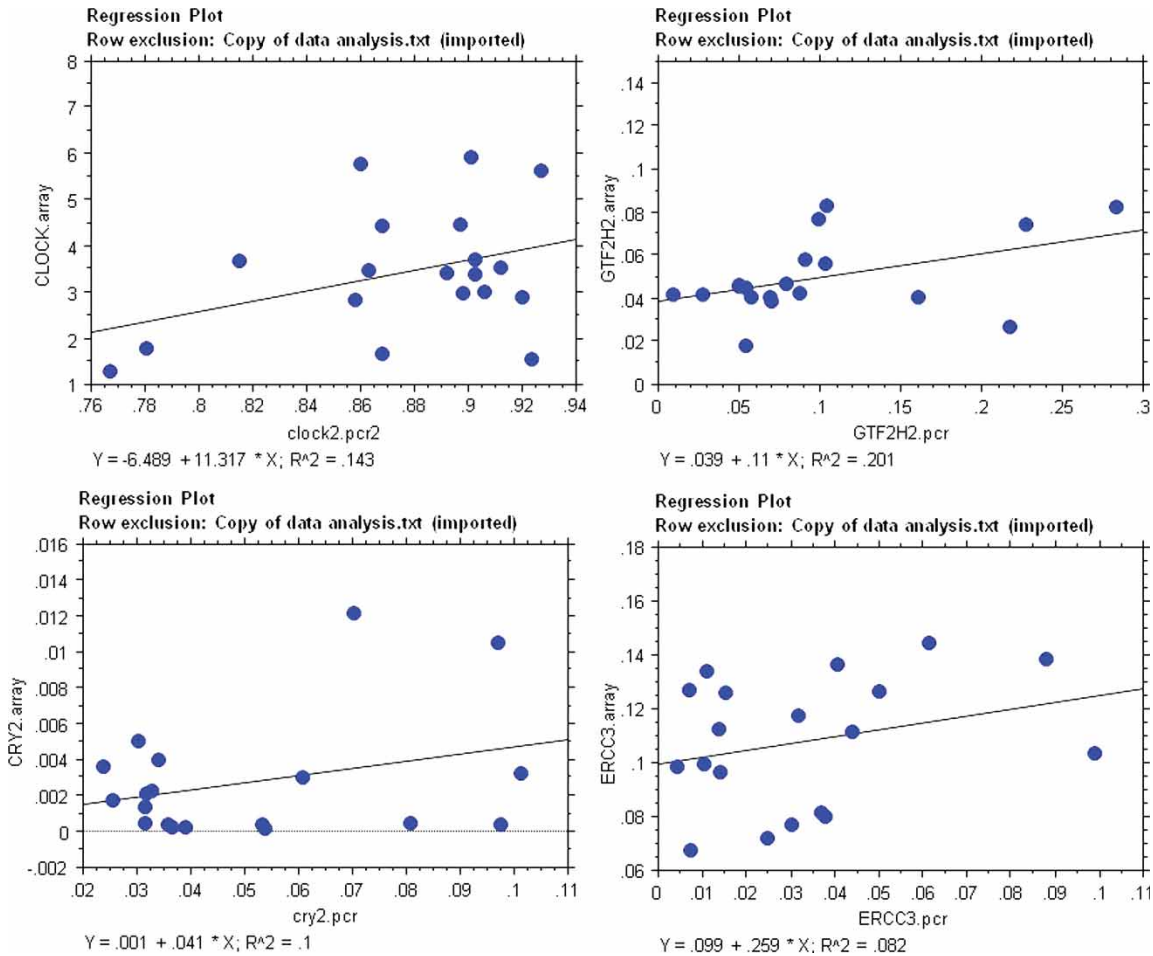 Regression Plot
Row exclusion: Copy of data analysis.txt (imported)
8
7
6
5
4
3
2
1
CLOCK.array
.76 .78 .8 .82 .84 .86 .88 .9 .92 .94
clock2.pcr2
Y = -6.489 +11.317 * X; R^2 = .143
Regression Plot
Row exclusion: Copy of data analysis.txt (imported)
.14
.12
.1
.08
.06
.04
.02
0
GTF2H2.array
0 .05 .1 .15 .2 .25 .3
GTF2H2.pcr
Y = .039 + .11 * X; R^2 = .201
Regression Plot
Row exclusion: Copy of data analysis.txt (imported)
.016
.014
.012
.01
.008
.006
.004
.002
0
-.002
CRY2.array
.02 .03 .04 .05 .06 .07 .08 .09 .1 .11
cry2.pcr
Y = .001 + .041 * X; R^2 = .1
Regression Plot
Row exclusion: Copy of data analysis.txt (imported)
.18
.16
.14
.12
.1
.08
.06
ERCC3.array
0 .01 .02 .03 .04 .05 .06 .07 .08 .09 .1 .11
ERCC3.pcr
Y = .099 + .259 * X; R^2 = .082